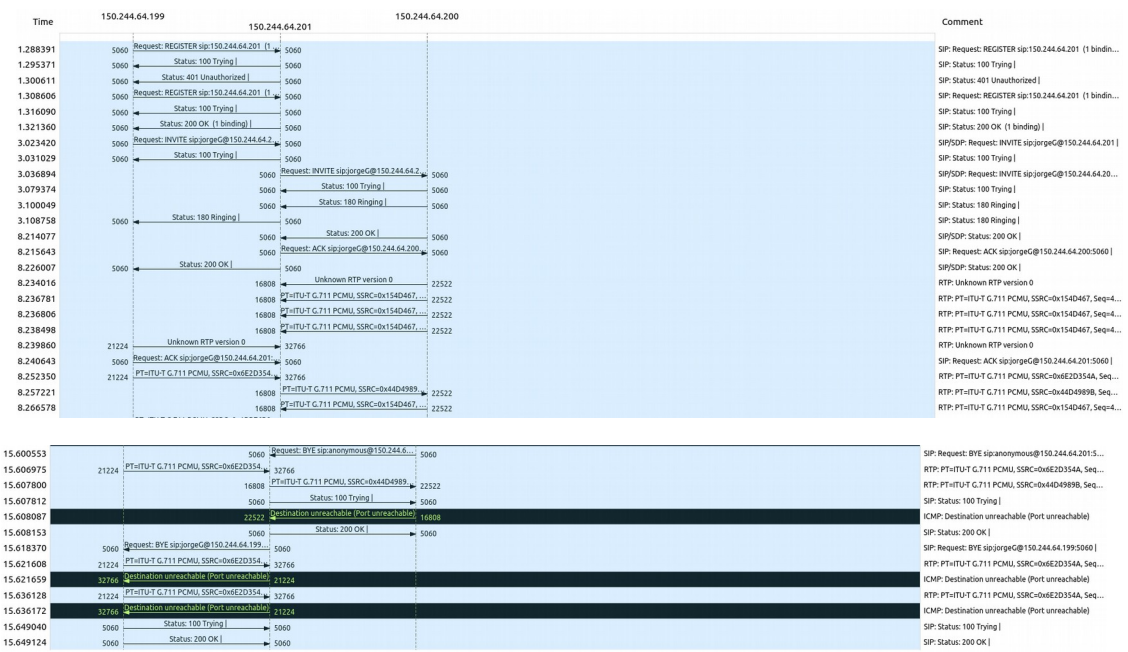 Time 150.244.64.199 150.244.64.201 150.244.64.200 Comment
1.288391 5060 Request: REGISTER sip:150.244.64.201 (1 ... 5060 SIP: Request: REGISTER sip:150.244.64.201 (1 bindin...
1.295371 5060 Status: 100 Trying | 5060 SIP: Status: 100 Trying |
1.300611 5060 Status: 401 Unauthorized | 5060 SIP: Status: 401 Unauthorized |
1.308606 5060 Request: REGISTER sip:150.244.64.201 (1 ... 5060 SIP: Request: REGISTER sip:150.244.64.201 (1 bindin...
1.316090 5060 Status: 100 Trying | 5060 SIP: Status: 100 Trying |
1.321360 5060 Status: 200 OK (1 binding) | 5060 SIP: Status: 200 OK (1 binding) |
3.023420 5060 Request: INVITE sip:jorgeG@150.244.64.2... 5060 SIP/SDP: Request: INVITE sip:jorgeG@150.244.64.201 |
3.031029 5060 Status: 100 Trying | 5060 SIP: Status: 100 Trying |
3.036894 5060 Request: INVITE sip:jorgeG@150.244.64.2... 5060 SIP/SDP: Request: INVITE sip:jorgeG@150.244.64.20...
3.079374 5060 Status: 100 Trying | 5060 SIP: Status: 100 Trying |
3.100049 5060 Status: 180 Ringing | 5060 SIP: Status: 180 Ringing |
3.108758 5060 Status: 180 Ringing | 5060 SIP: Status: 180 Ringing |
8.214077 5060 Status: 200 OK | 5060 SIP/SDP: Status: 200 OK |
8.215643 5060 Request: ACK sip:jorgeG@150.244.64.200... 5060 SIP: Request: ACK sip:jorgeG@150.244.64.200:5060 |
8.226007 5060 Status: 200 OK | 5060 SIP/SDP: Status: 200 OK |
8.234016 16808 Unknown RTP version 0 22522 RTP: Unknown RTP version 0
8.236781 16808 PT=ITU-T G.711 PCMU, SSRC=0x154D467, ... 22522 RTP: PT=ITU-T G.711 PCMU, SSRC=0x154D467, Seq=4...
8.236806 16808 PT=ITU-T G.711 PCMU, SSRC=0x154D467, ... 22522 RTP: PT=ITU-T G.711 PCMU, SSRC=0x154D467, Seq=4...
8.238498 16808 PT=ITU-T G.711 PCMU, SSRC=0x154D467, ... 22522 RTP: PT=ITU-T G.711 PCMU, SSRC=0x154D467, Seq=4...
8.239860 21224 Unknown RTP version 0 32766 RTP: Unknown RTP version 0
8.240643 5060 Request: ACK sip:jorgeG@150.244.64.201:... 5060 SIP: Request: ACK sip:jorgeG@150.244.64.201:5060 |
8.252350 21224 PT=ITU-T G.711 PCMU, SSRC=0x6E2D354... 32766 RTP: PT=ITU-T G.711 PCMU, SSRC=0x6E2D354A, Seq...
8.257221 16808 PT=ITU-T G.711 PCMU, SSRC=0x44D4989... 22522 RTP: PT=ITU-T G.711 PCMU, SSRC=0x44D4989B, Seq...
8.266578 16808 PT=ITU-T G.711 PCMU, SSRC=0x154D467, ... 22522 RTP: PT=ITU-T G.711 PCMU, SSRC=0x154D467, Seq=4...
15.600553 5060 Request: BYE sip:anonymous@150.244.6... 5060 SIP: Request: BYE sip:anonymous@150.244.64.201:5...
15.606975 21224 PT=ITU-T G.711 PCMU, SSRC=0x6E2D354... 32766 RTP: PT=ITU-T G.711 PCMU, SSRC=0x6E2D354A, Seq...
15.607800 16808 PT=ITU-T G.711 PCMU, SSRC=0x44D4989... 22522 RTP: PT=ITU-T G.711 PCMU, SSRC=0x44D4989B, Seq...
15.607812 5060 Status: 100 Trying | 5060 SIP: Status: 100 Trying |
15.608087 22522 Destination unreachable (Port unreachable) 16808 ICMP: Destination unreachable (Port unreachable)
15.608153 5060 Status: 200 OK | 5060 SIP: Status: 200 OK |
15.618370 5060 Request: BYE sip:jorgeG@150.244.64.199... 5060 SIP: Request: BYE sip:jorgeG@150.244.64.199:5060 |
15.621608 21224 PT=ITU-T G.711 PCMU, SSRC=0x6E2D354... 32766 RTP: PT=ITU-T G.711 PCMU, SSRC=0x6E2D354A, Seq...
15.621659 32766 Destination unreachable (Port unreachable) 21224 ICMP: Destination unreachable (Port unreachable)
15.636128 21224 PT=ITU-T G.711 PCMU, SSRC=0x6E2D354... 32766 RTP: PT=ITU-T G.711 PCMU, SSRC=0x6E2D354A, Seq...
15.636172 32766 Destination unreachable (Port unreachable) 21224 ICMP: Destination unreachable (Port unreachable)
15.649040 5060 Status: 100 Trying | 5060 SIP: Status: 100 Trying |
15.649124 5060 Status: 200 OK | 5060 SIP: Status: 200 OK |